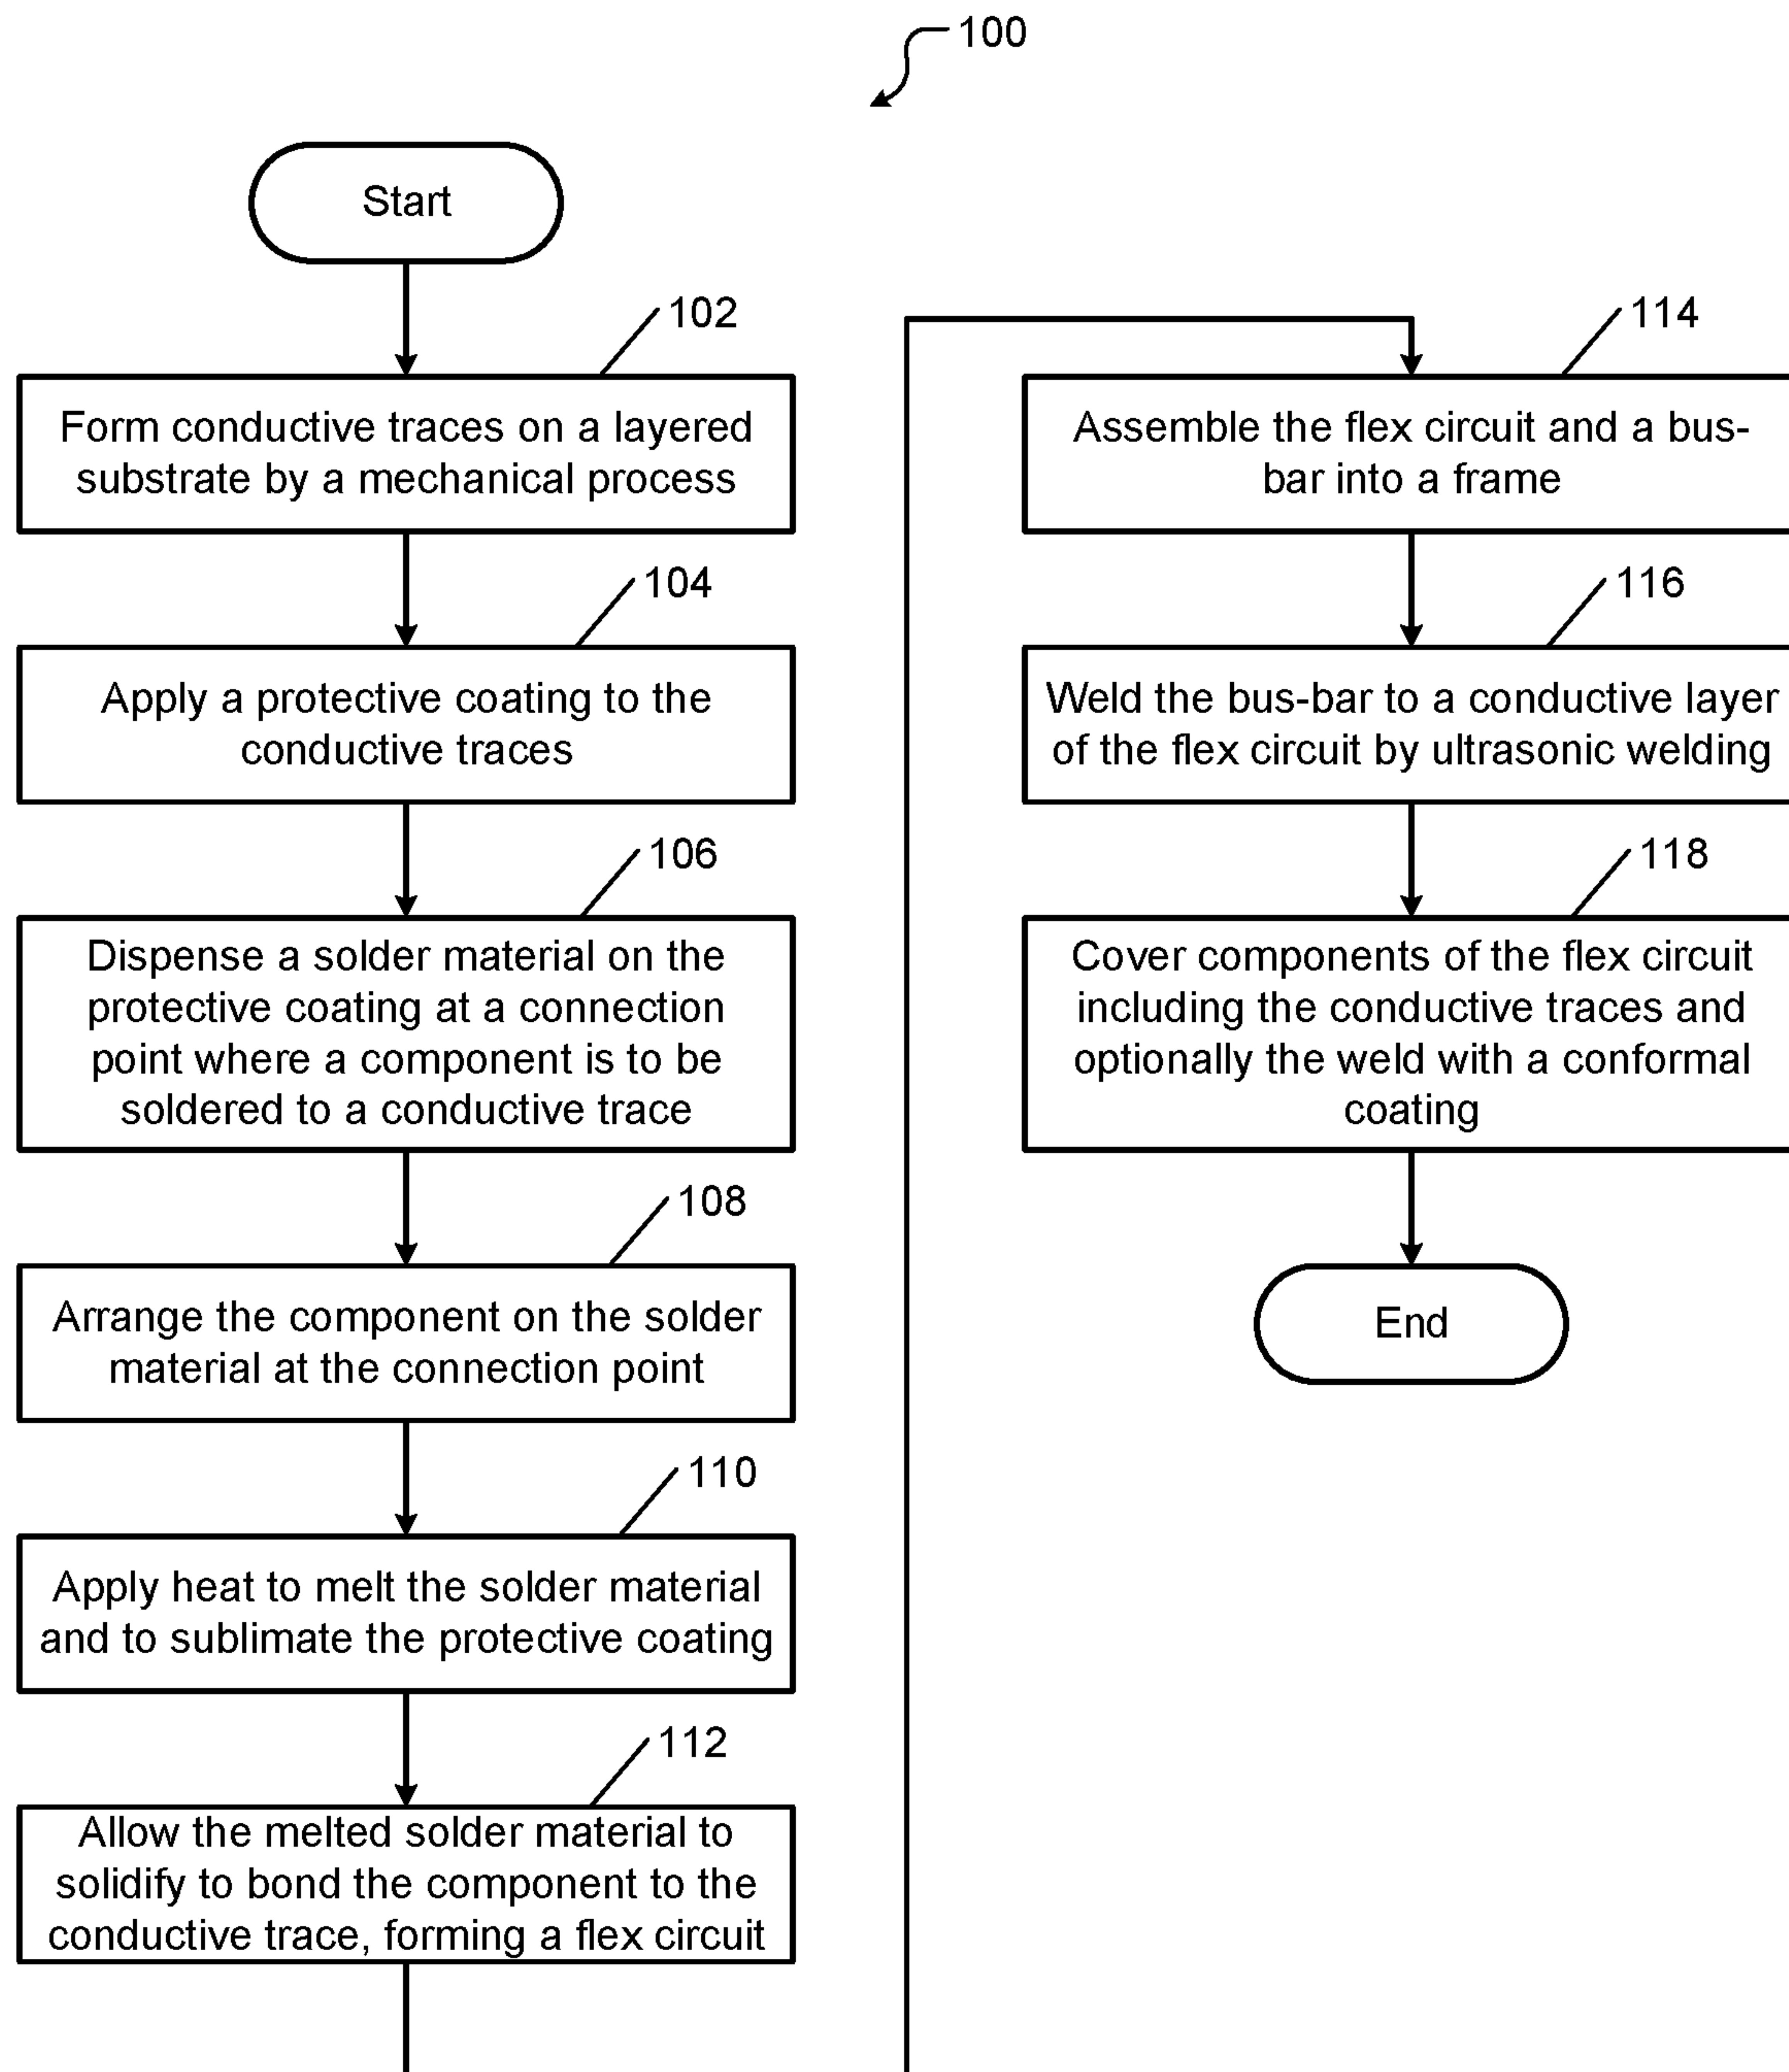 100
Start
102
Form conductive traces on a layered
substrate by a mechanical process
104
Apply a protective coating to the
conductive traces
106
Dispense a solder material on the
protective coating at a connection
point where a component is to be
soldered to a conductive trace
108
Arrange the component on the solder
material at the connection point
110
Apply heat to melt the solder material
and to sublimate the protective coating
112
Allow the melted solder material to
solidify to bond the component to the
conductive trace, forming a flex circuit
114
Assemble the flex circuit and a bus-
bar into a frame
116
Weld the bus-bar to a conductive layer
of the flex circuit by ultrasonic welding
118
Cover components of the flex circuit
including the conductive traces and
optionally the weld with a conformal
coating
End